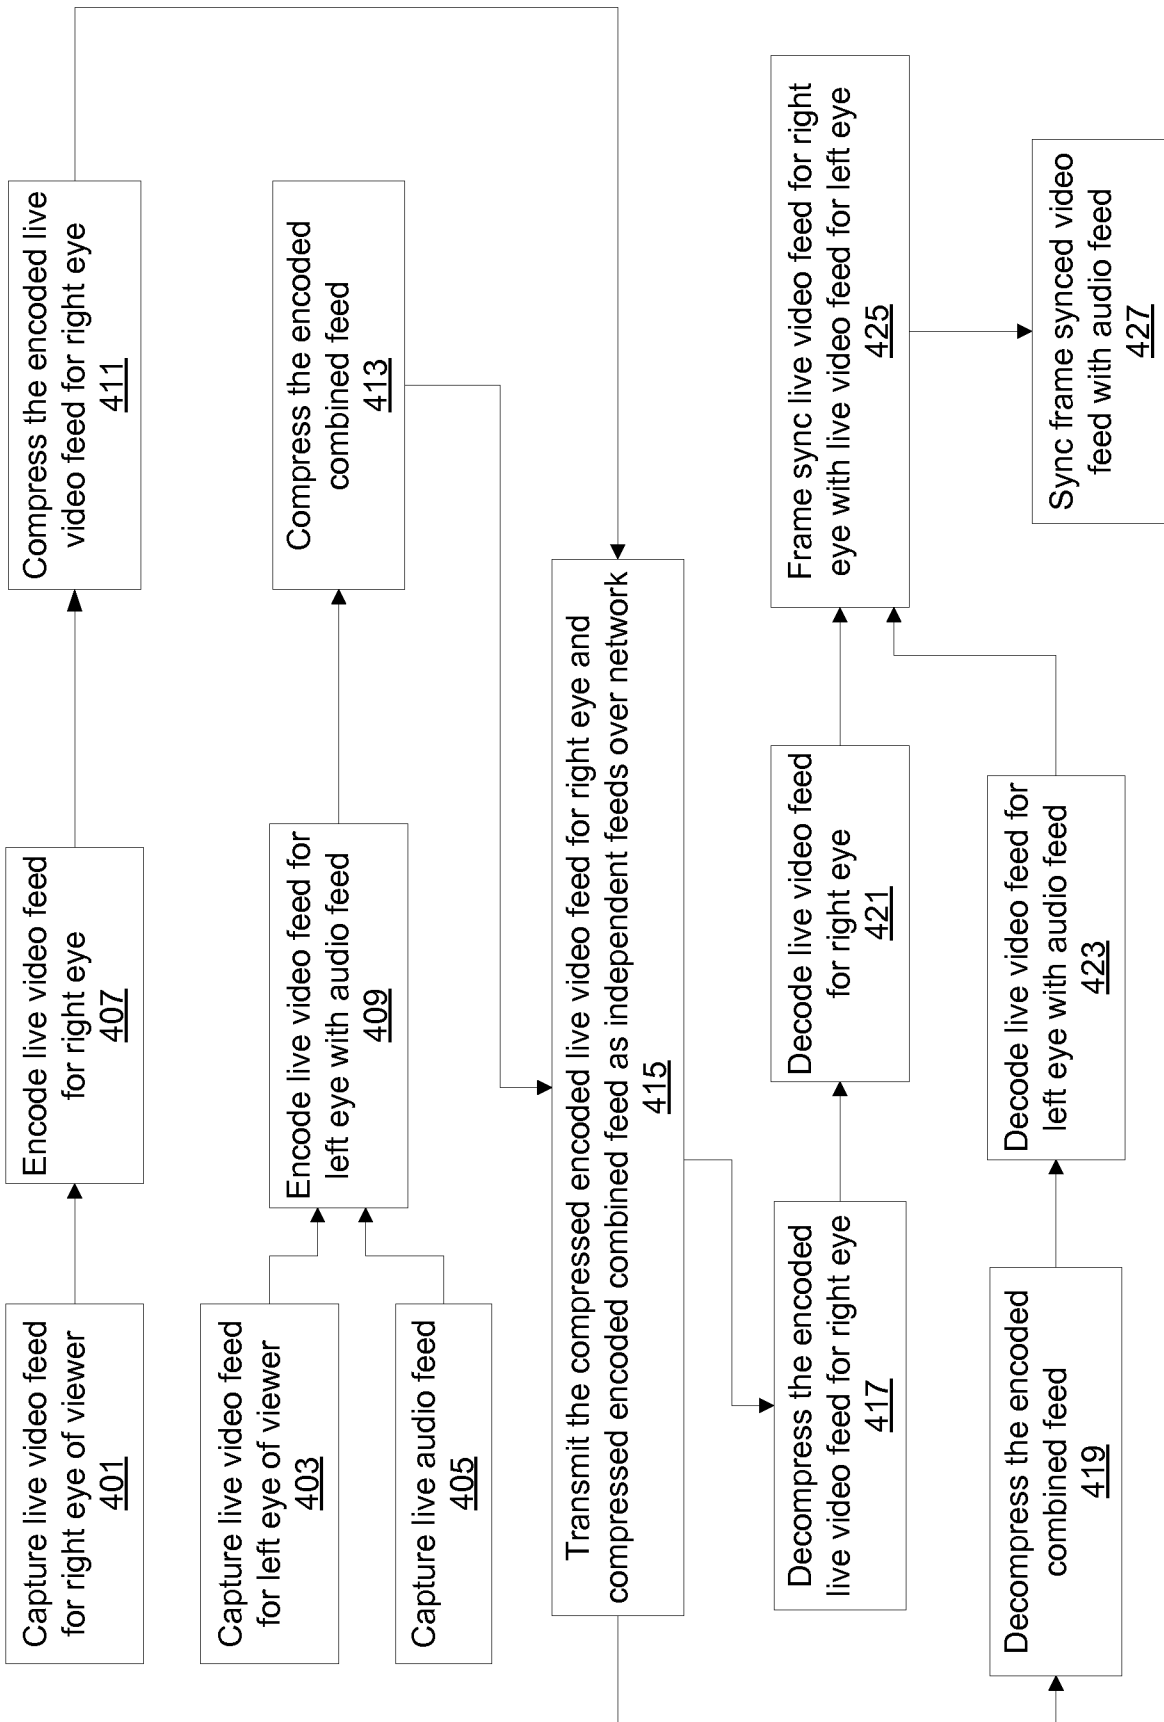 Capture live video feed
for right eye of viewer
401
Encode live video feed
for right eye
407
Compress the encoded live
video feed for right eye
411
Capture live video feed
for left eye of viewer
403
Capture live audio feed
405
Encode live video feed for
left eye with audio feed
409
Compress the encoded
combined feed
413
Transmit the compressed encoded live video feed for right eye and
compressed encoded combined feed as independent feeds over network
415
Decompress the encoded
live video feed for right eye
417
Decode live video feed
for right eye
421
Frame sync live video feed for right
eye with live video feed for left eye
425
Decompress the encoded
combined feed
419
Decode live video feed for
left eye with audio feed
423
Sync frame synced video
feed with audio feed
427